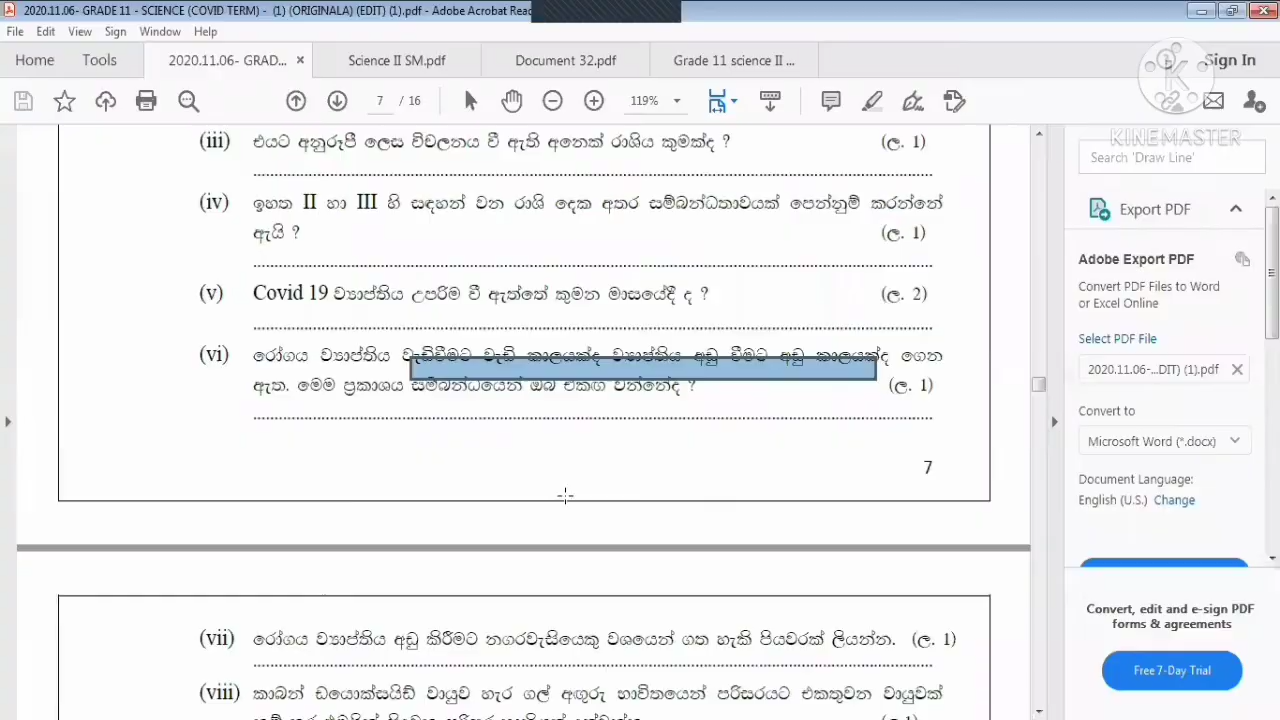 2020.11.06- GRADE 11 - SCIENCE (COVID TERM) - (1) (ORIGINALA) (EDIT) (1).pdf - Adobe Acrobat Reac
File Edit View Sign Window Help
Home Tools 2020.11.06- GRAD... × Science II SM.pdf Document 32.pdf Grade 11 science II ... Sign In
7 / 16 119%
KINEMASTER
Search 'Draw Line'
(iii) එයට අනුරූපී ලෙස විචලනය වී ඇති අනෙක් රාශිය කුමක්ද ? (ල. 1)
(iv) ඉහත II හා III හි සඳහන් වන රාශි දෙක අතර සම්බන්ධතාවයක් පෙන්නුම් කරන්නේ
ඇයි ? (ල. 1)
(v) Covid 19 ව්‍යාප්තිය උපරිම වී ඇත්තේ කුමන මාසයේදී ද ? (ල. 2)
(vi) රෝගය ව්‍යාප්තිය වැඩිවීමට වැඩි කාලයක්ද ව්‍යාප්තිය අඩු වීමට අඩු කාලයක්ද ගෙන
ඇත. මෙම ප්‍රකාශය සම්බන්ධයෙන් ඔබ එකඟ වන්නේද ? (ල. 1)
7
(vii) රෝගය ව්‍යාප්තිය අඩු කිරීමට නගරවැසියෙකු වශයෙන් ගත හැකි පියවරක් ලියන්න. (ල. 1)
(viii) කාබන් ඩයොක්සයිඩ් වායුව හැර ගල් අඟුරු භාවිතයෙන් පරිසරයට එකතුවන වායුවක්
Export PDF
Adobe Export PDF
Convert PDF Files to Word
or Excel Online
Select PDF File
2020.11.06-...DIT) (1).pdf ×
Convert to
Microsoft Word (*.docx)
Document Language:
English (U.S.) Change
Convert, edit and e-sign PDF
forms & agreements
Free 7-Day Trial